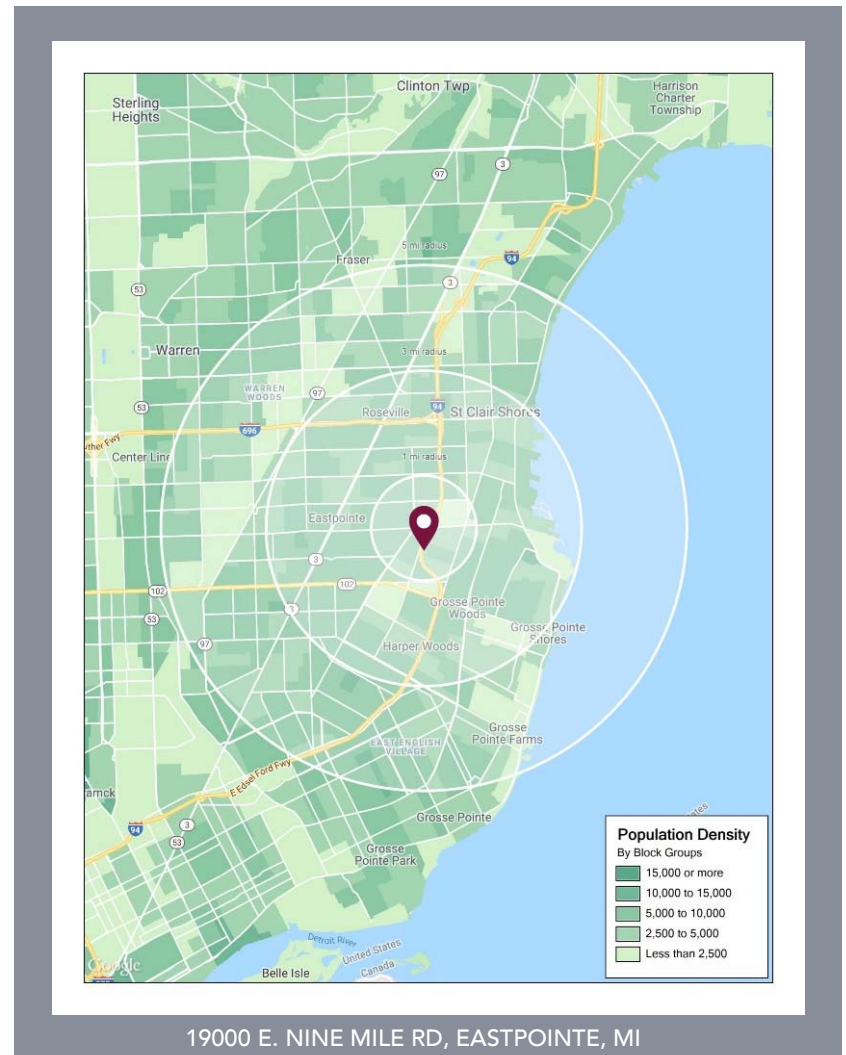 Clinton Twp
Sterling
Heights
Harrison
Charter
Township
3
97
5 mi radius
Fraser
94
3
53
Warren
3 mi radius
WARREN
WOODS
97
53
Roseville
94
St Clair Shores
696
ther Fwy
Center Line
1 mi radius
Eastpointe
3
102
102
3
53
Grosse Pointe
Woods
Grosse Pointe
Shores
97
Harper Woods
Grosse
Pointe Farms
EAST ENGLISH
VILLAGE
E Edsel Ford Fwy
amck
94
3
53
Grosse Pointe
Grosse
Pointe Park
ates
Population Density
By Block Groups
15,000 or more
10,000 to 15,000
5,000 to 10,000
2,500 to 5,000
Less than 2,500
Detroit River
United States
Canada
Belle Isle
Google
19000 E. NINE MILE RD, EASTPOINTE, MI